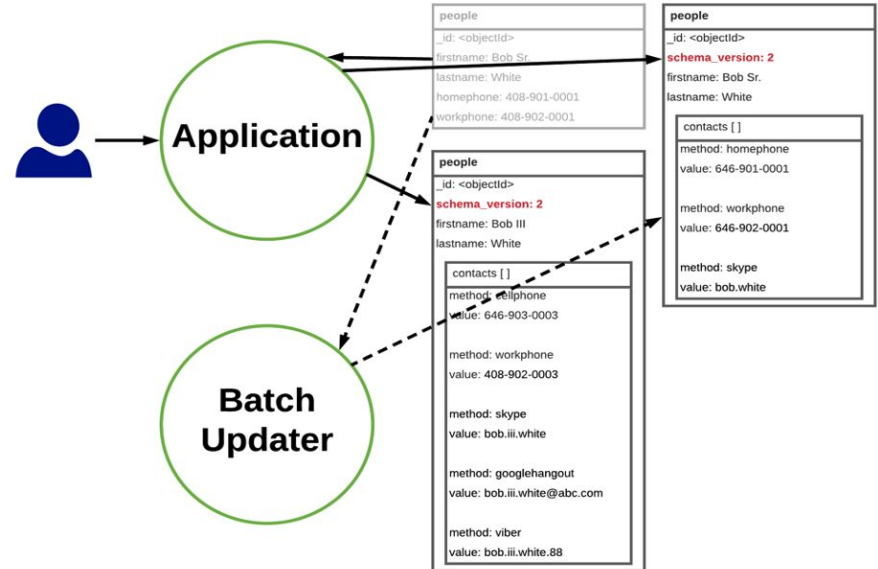 Application
Batch
Updater
people
_id: <objectId>
firstname: Bob Sr.
lastname: White
homephone: 408-901-0001
workphone: 408-902-0001
people
_id: <objectId>
schema_version: 2
firstname: Bob III
lastname: White
contacts [ ]
method: cellphone
value: 646-903-0003
method: workphone
value: 408-902-0003
method: skype
value: bob.iii.white
method: googlehangout
value: bob.iii.white@abc.com
method: viber
value: bob.iii.white.88
people
_id: <objectId>
schema_version: 2
firstname: Bob Sr.
lastname: White
contacts [ ]
method: homephone
value: 646-901-0001
method: workphone
value: 646-902-0001
method: skype
value: bob.white